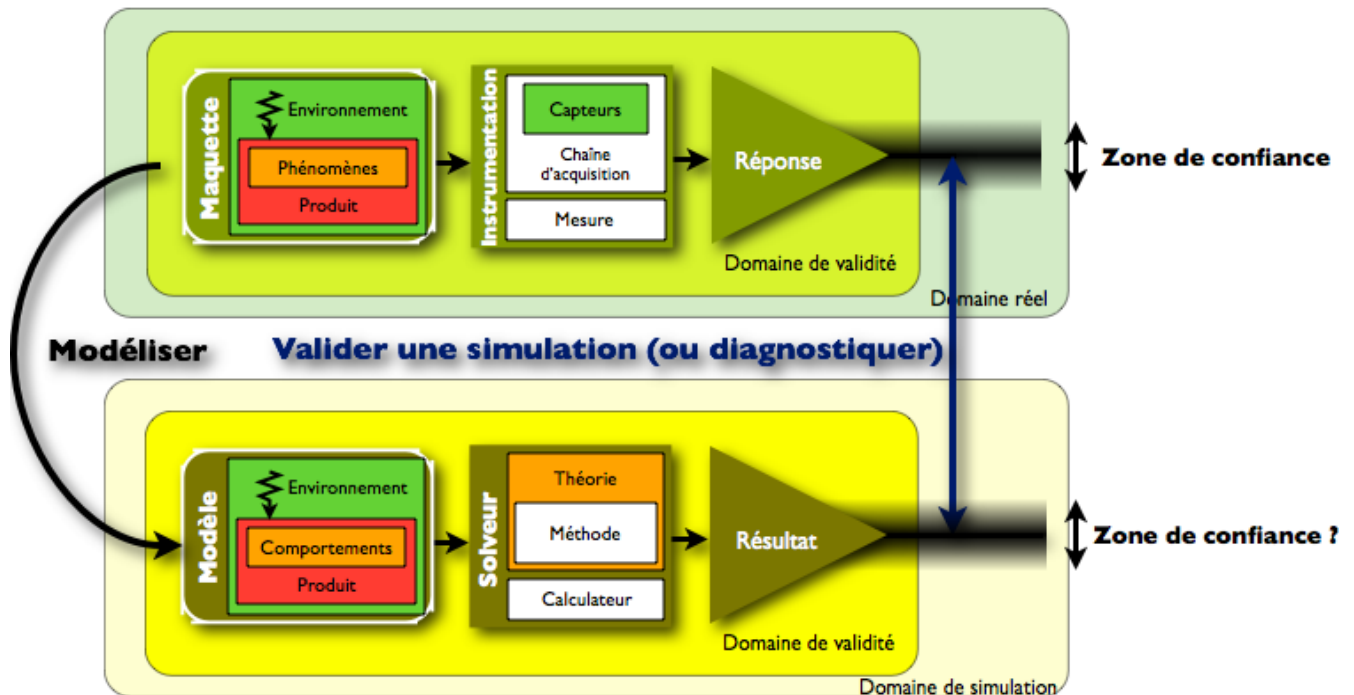 Maquette
Environnement
Phénomènes
Produit
Instrumentation
Capteurs
Chaîne
d'acquisition
Mesure
Réponse
Zone de confiance
Domaine de validité
Domaine réel
Modéliser
Valider une simulation (ou diagnostiquer)
Modèle
Environnement
Comportements
Produit
Solveur
Théorie
Méthode
Calculateur
Résultat
Zone de confiance ?
Domaine de validité
Domaine de simulation